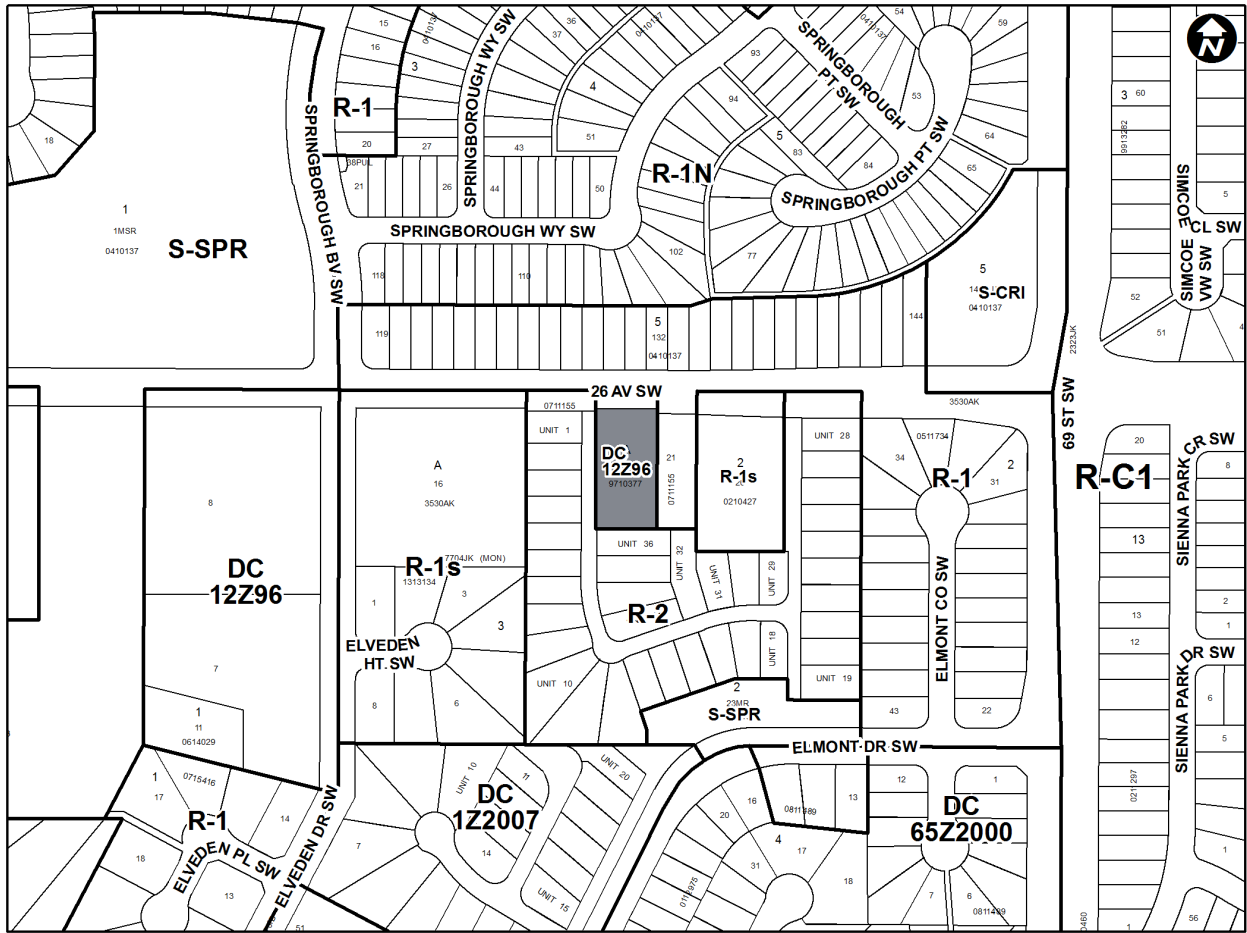 15
16
0410137
3
SPRINGBOROUGH WY SW
36
37
0410137
4
51
93
94
SPRINGBOROUGH
PT SW
0410137
54
53
59
N
3
60
9913282
18
R-1
20
27
43
5
83
84
64
65
38PUL
21
26
44
50
R-1N
SPRINGBOROUGH PT SW
SIMCOE
CL SW
5
1
1MSR
0410137
S-SPR
SPRINGBOROUGH BV SW
SPRINGBOROUGH WY SW
102
77
118
110
5
S-CRI
0410137
SIMCOE
VW SW
52
51
4
119
5
132
0410137
144
2323JK
26 AV SW
3530AK
69 ST SW
0711155
UNIT 1
DC
12Z96
9710377
21
0711155
2
R-1s
0210427
UNIT 28
34
0511734
2
31
R-1
R-C1
20
SIENNA PARK CR SW
8
A
16
3530AK
8
DC
12Z96
7704JK (MON)
R-1s
1313134
1
3
3
UNIT 36
UNIT 32
UNIT 31
UNIT 29
R-2
UNIT 18
ELMONT CO SW
13
13
12
2
1
ELVEDEN
HT SW
7
8
6
UNIT 10
UNIT 19
2
23MR
S-SPR
43
22
SIENNA PARK DR SW
6
5
1
11
0614029
ELMONT DR SW
1
17
0715416
R-1
14
ELVEDEN PL SW
18
13
ELVEDEN DR SW
51
7
UNIT 10
11
UNIT 20
DC
1Z2007
14
UNIT 15
16
20
4
17
31
18
13
12
1
DC
65Z2000
7
6
0211297
1
56
1
0460